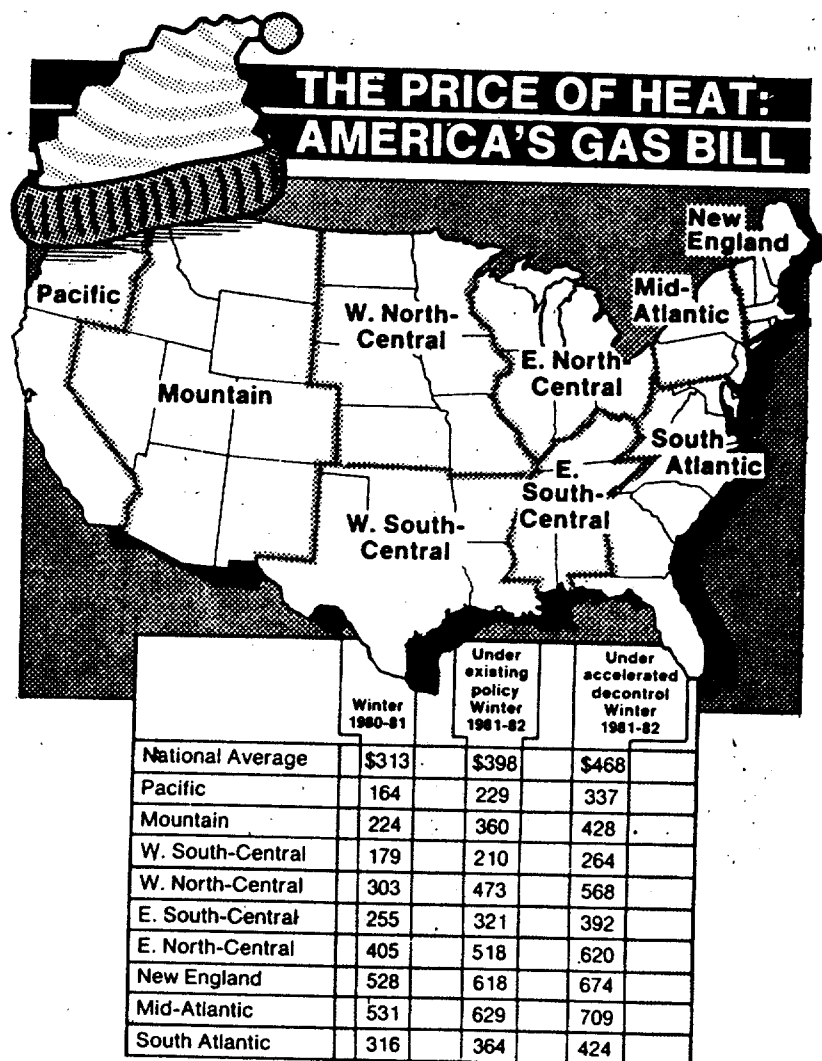 THE PRICE OF HEAT:
AMERICA'S GAS BILL
New
England
Pacific
Mid-
Atlantic
W. North-
Central
E. North-
Central
Mountain
South
Atlantic
E.
South-
Central
W. South-
Central
Winter
1980-81
Under
existing
policy
Winter
1981-82
Under
accelerated
decontrol
Winter
1981-82
National Average $313 $398 $468
Pacific 164 229 337
Mountain 224 360 428
W. South-Central 179 210 264
W. North-Central 303 473 568
E. South-Central 255 321 392
E. North-Central 405 518 620
New England 528 618 674
Mid-Atlantic 531 629 709
South Atlantic 316 364 424